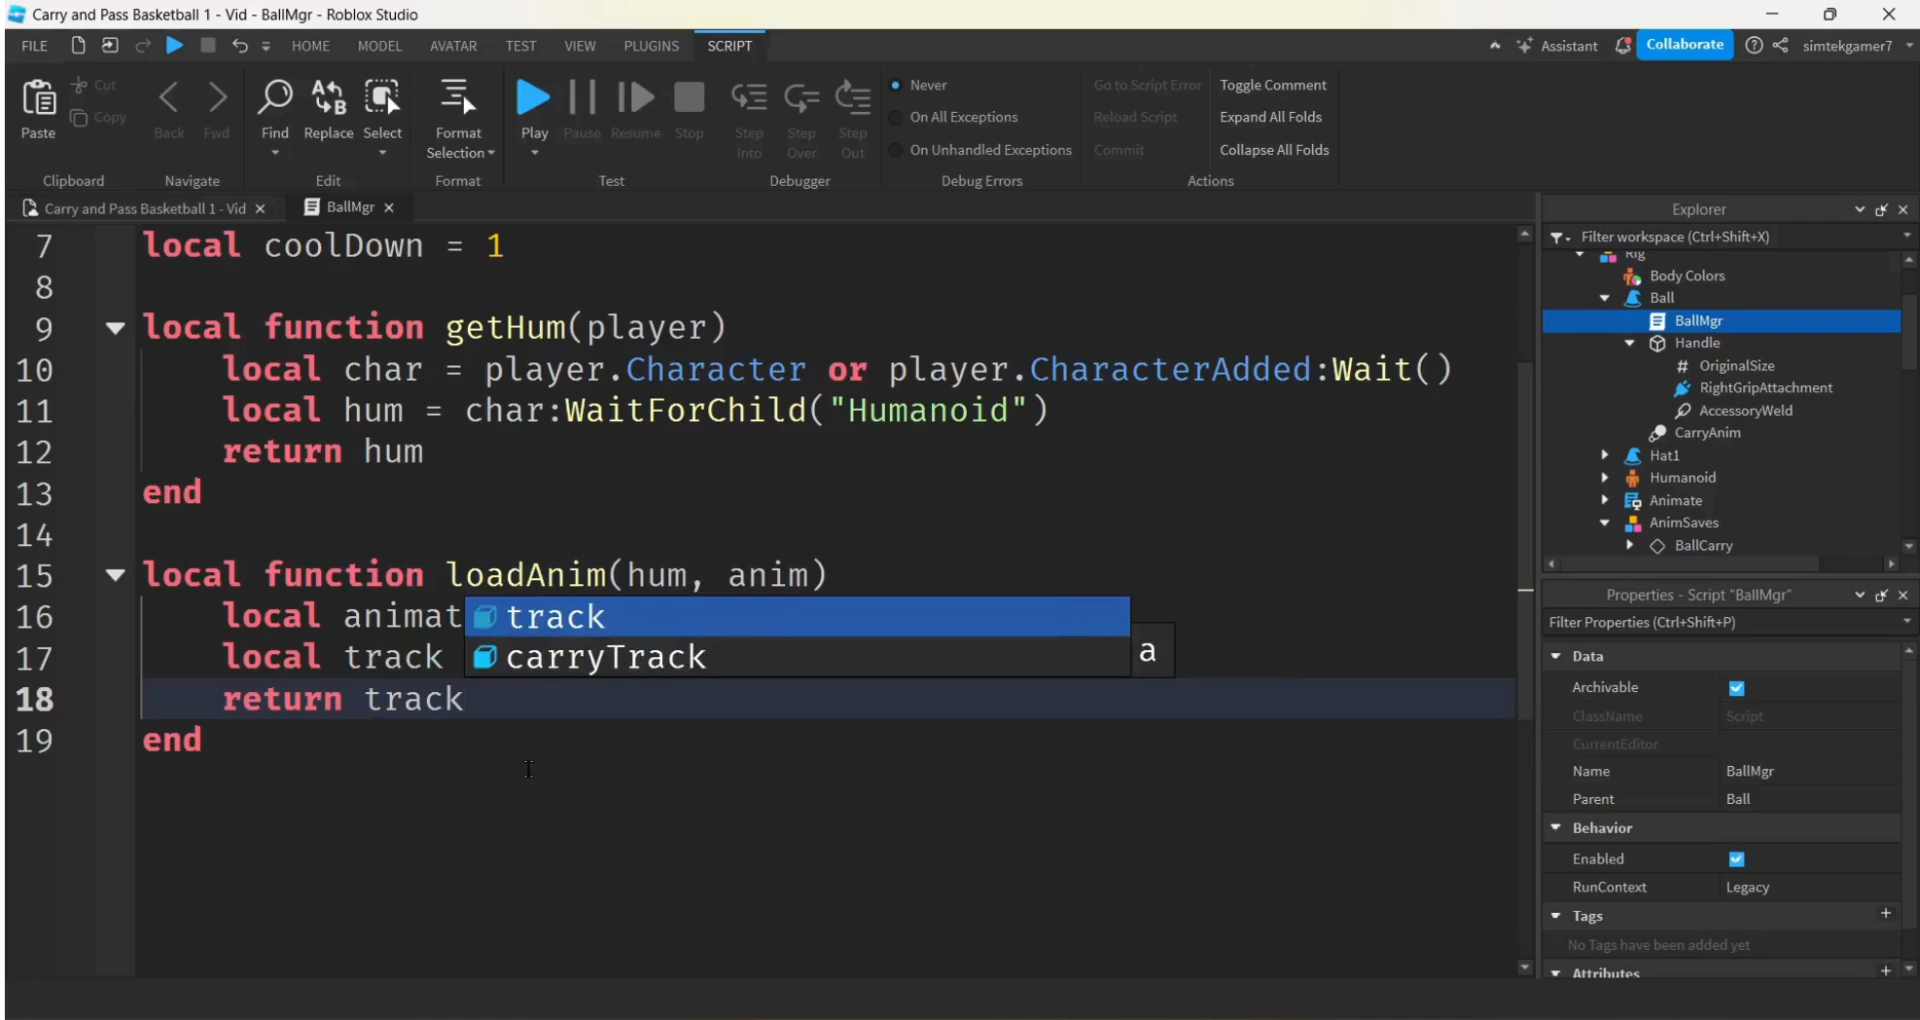 Carry and Pass Basketball 1 - Vid - BallMgr - Roblox Studio
FILE HOME MODEL AVATAR TEST VIEW PLUGINS SCRIPT Assistant Collaborate simtekgamer7
Paste Cut Copy Back Fwd Find Replace Select Format Selection Play Pause Resume Stop Step Into Step Over Step Out
Never
On All Exceptions
On Unhandled Exceptions
Go to Script Error
Reload Script
Commit
Toggle Comment
Expand All Folds
Collapse All Folds
Clipboard Navigate Edit Format Test Debugger Debug Errors Actions
Carry and Pass Basketball 1 - Vid
BallMgr
7 local coolDown = 1
8
9 local function getHum(player)
10 local char = player.Character or player.CharacterAdded:Wait()
11 local hum = char:WaitForChild("Humanoid")
12 return hum
13 end
14
15 local function loadAnim(hum, anim)
16 local animat
17 local track
18 return track
19 end
track
carryTrack
a
Explorer
Filter workspace (Ctrl+Shift+X)
Rig
Body Colors
Ball
BallMgr
Handle
# OriginalSize
RightGripAttachment
AccessoryWeld
CarryAnim
Hat1
Humanoid
Animate
AnimSaves
BallCarry
Properties - Script "BallMgr"
Filter Properties (Ctrl+Shift+P)
Data
Archivable
ClassName Script
CurrentEditor
Name BallMgr
Parent Ball
Behavior
Enabled
RunContext Legacy
Tags +
No Tags have been added yet
Attributes +